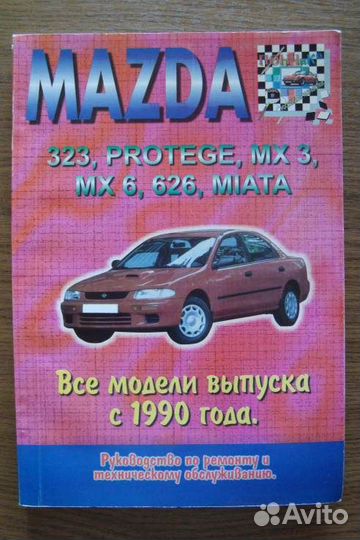 MAZDA
323, PROTEGE, MX 3,
MX 6, 626, MIATA
Все модели выпуска
с 1990 года.
Руководство по ремонту и
техническому обслуживанию.
Avito